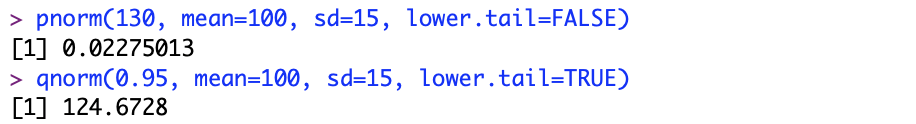 > pnorm(130, mean=100, sd=15, lower.tail=FALSE)
[1] 0.02275013
> qnorm(0.95, mean=100, sd=15, lower.tail=TRUE)
[1] 124.6728